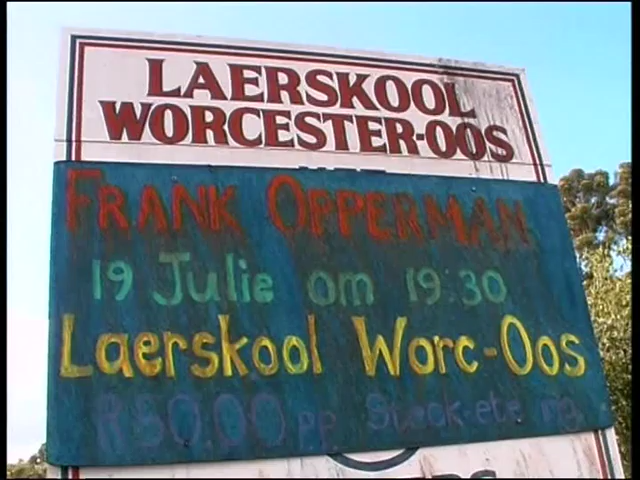 LAERSKOOL
WORCESTER-OOS
FRANK OPPERMAN
19 Julie om 19:30
Laerskool Worc-Oos
R50.00 pp